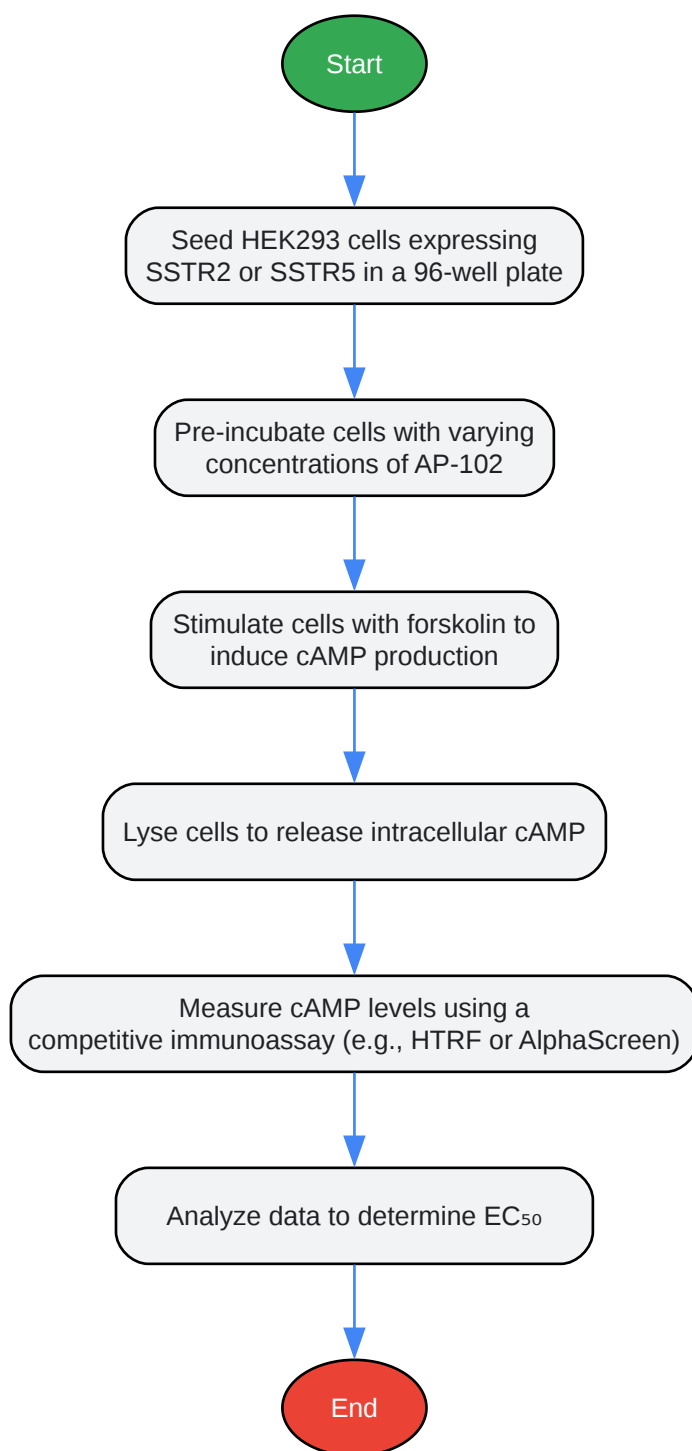 Start
Seed HEK293 cells expressing
SSTR2 or SSTR5 in a 96-well plate
Pre-incubate cells with varying
concentrations of AP-102
Stimulate cells with forskolin to
induce cAMP production
Lyse cells to release intracellular cAMP
Measure cAMP levels using a
competitive immunoassay (e.g., HTRF or AlphaScreen)
Analyze data to determine EC₅₀
End